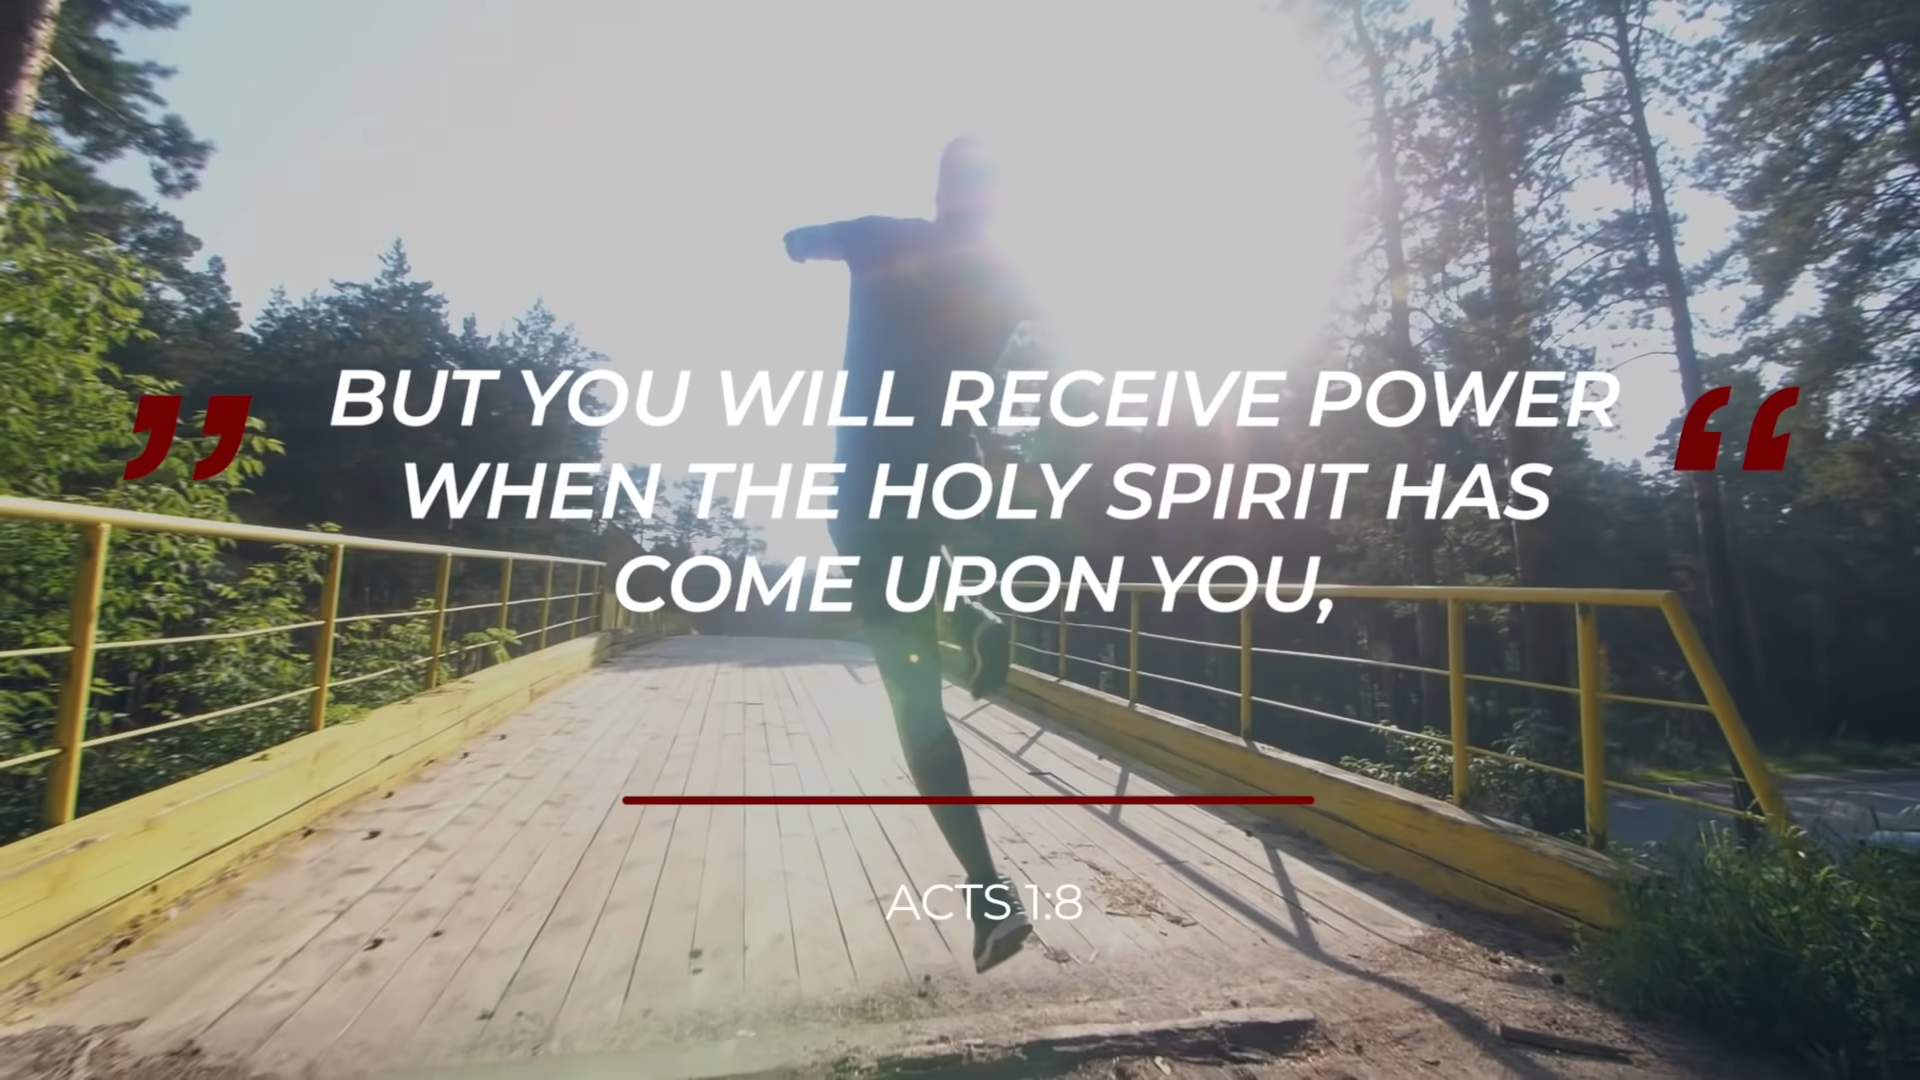 ” BUT YOU WILL RECEIVE POWER “
WHEN THE HOLY SPIRIT HAS
COME UPON YOU,
ACTS 1:8